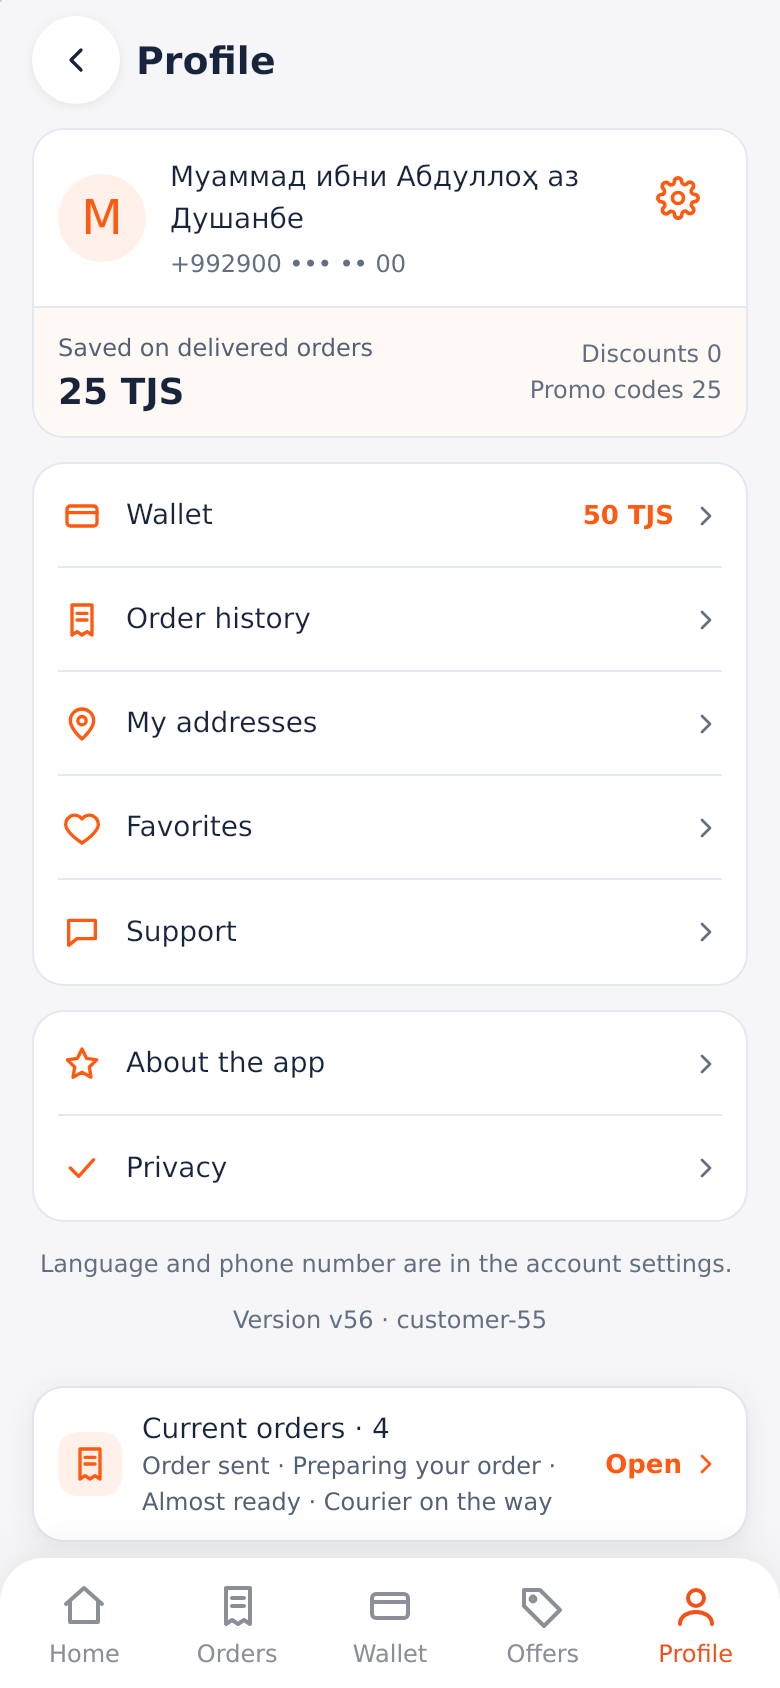 Profile
М
Муаммад ибни Абдуллоҳ аз
Душанбе
+992900 ••• •• 00
Saved on delivered orders
25 TJS
Discounts 0
Promo codes 25
Wallet
50 TJS
Order history
My addresses
Favorites
Support
About the app
Privacy
Language and phone number are in the account settings.
Version v56 · customer-55
Current orders · 4
Order sent · Preparing your order ·
Almost ready · Courier on the way
Open
Home
Orders
Wallet
Offers
Profile